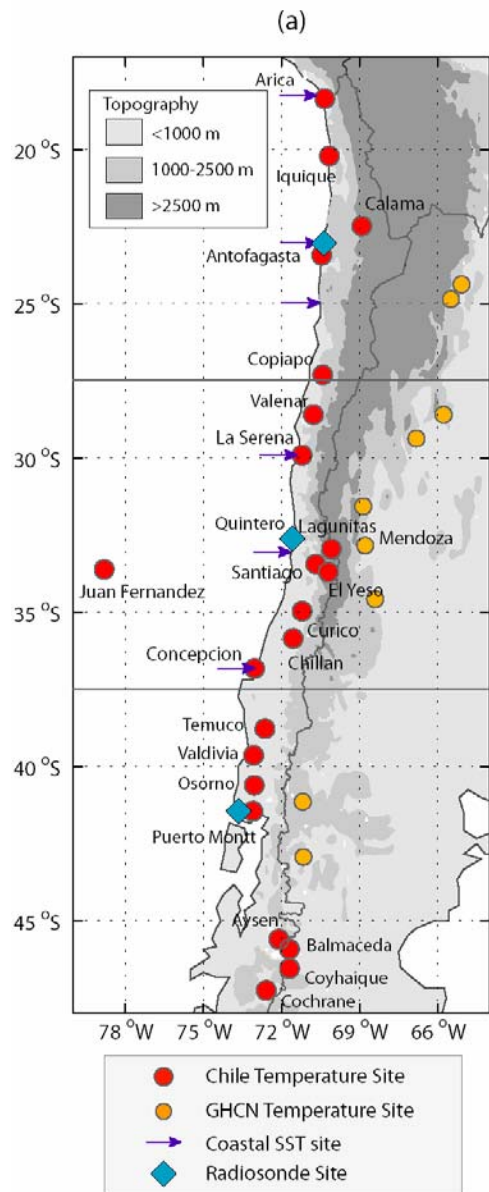 (a)
Topography
<1000 m
1000-2500 m
>2500 m
Arica
20 °S
Iquique
Calama
Antofagasta
25 °S
Copiapo
Valenar
La Serena
30 °S
Quintero
Lagunitas
Mendoza
Santiago
El Yeso
Juan Fernandez
35 °S
Curico
Chillan
Concepcion
Temuco
Valdivia
40 °S
Osorno
Puerto Montt
45 °S
Aysen
Balmaceda
Coyhaique
Cochrane
78 °W 75 °W 72 °W 69 °W 66 °W
Chile Temperature Site
GHCN Temperature Site
Coastal SST site
Radiosonde Site